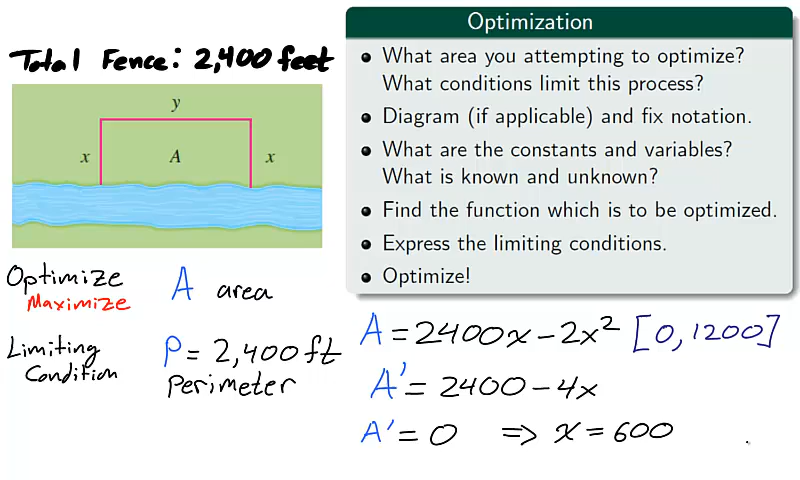 Optimization
Total Fence: 2,400 feet
What area you attempting to optimize?
What conditions limit this process?
Diagram (if applicable) and fix notation.
What are the constants and variables?
What is known and unknown?
Find the function which is to be optimized.
Express the limiting conditions.
Optimize!
y
x A x
Optimize A area
Maximize
Limiting P = 2,400 ft
Condition Perimeter
A = 2400x − 2x² [0, 1200]
A' = 2400 − 4x
A' = 0 ⇒ x = 600